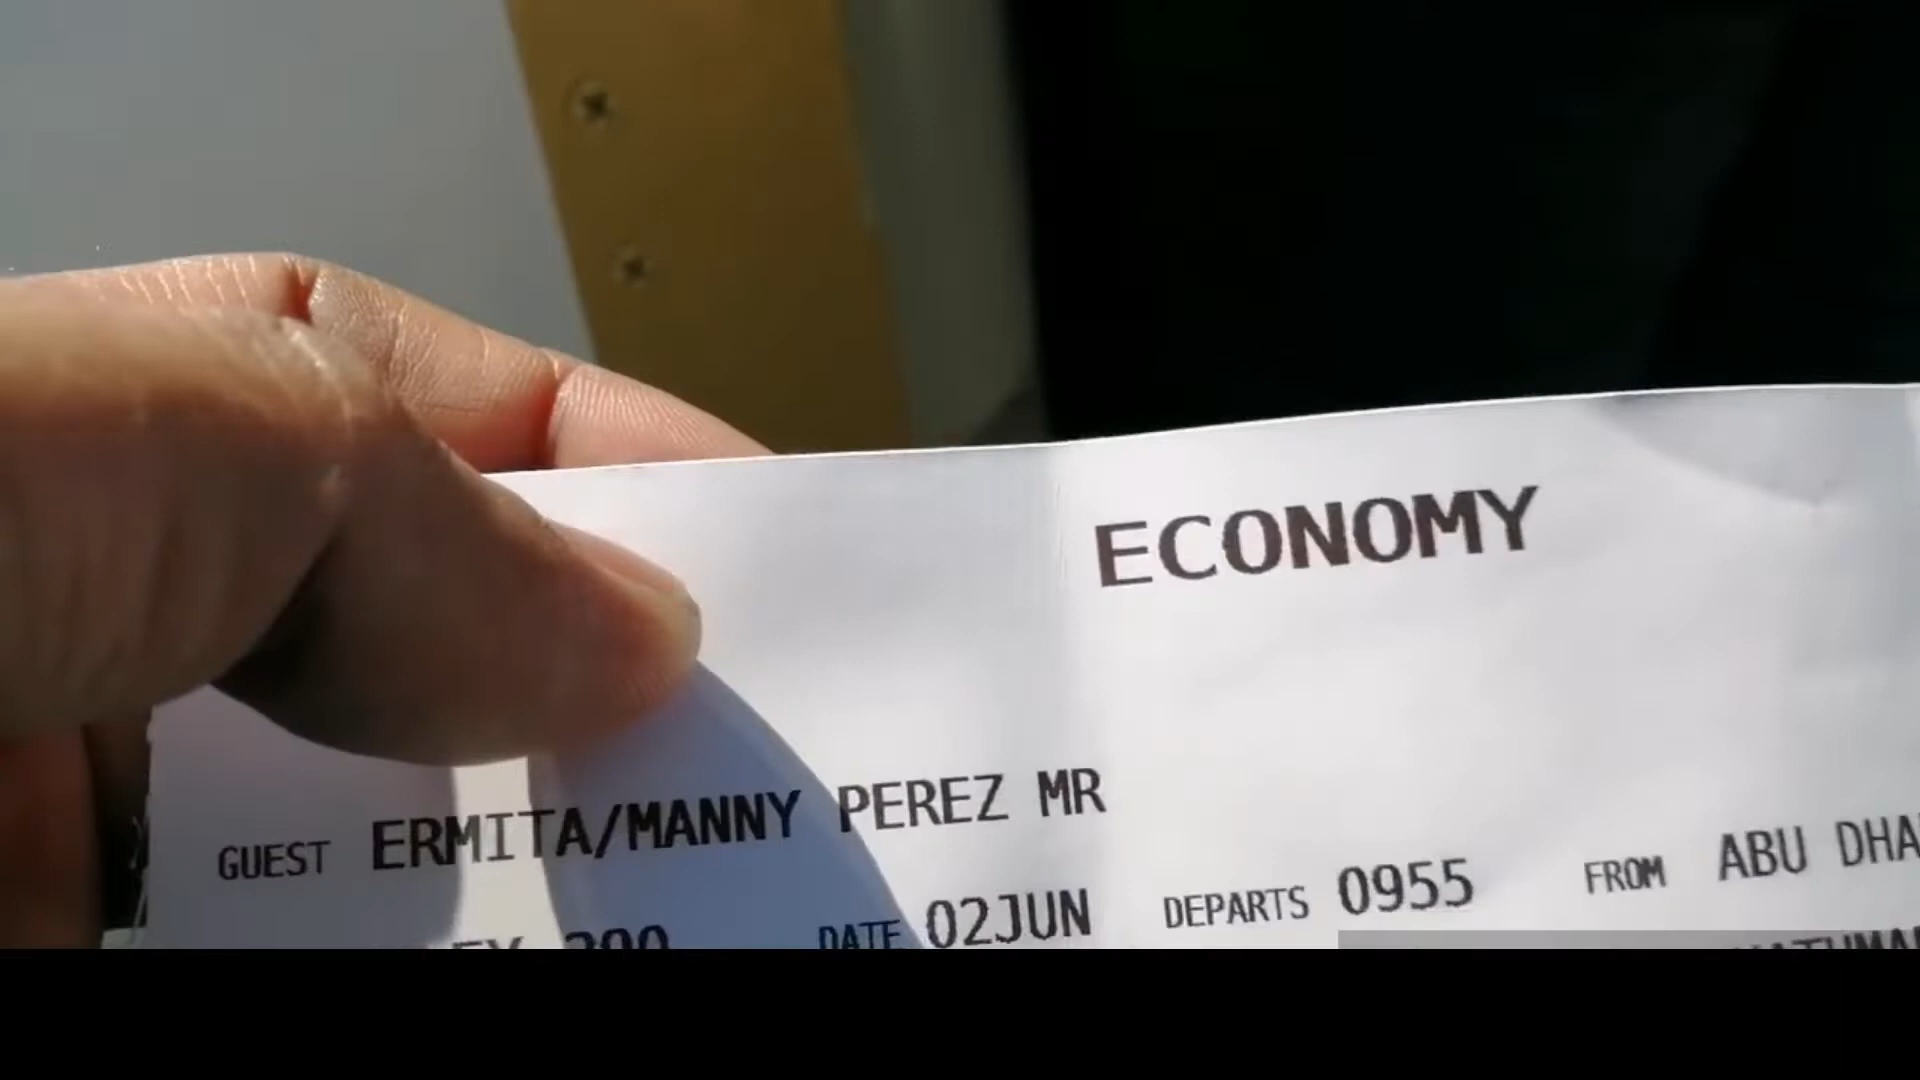 ECONOMY
GUEST ERMITA/MANNY PEREZ MR
DATE 02JUN DEPARTS 0955 FROM ABU DHA